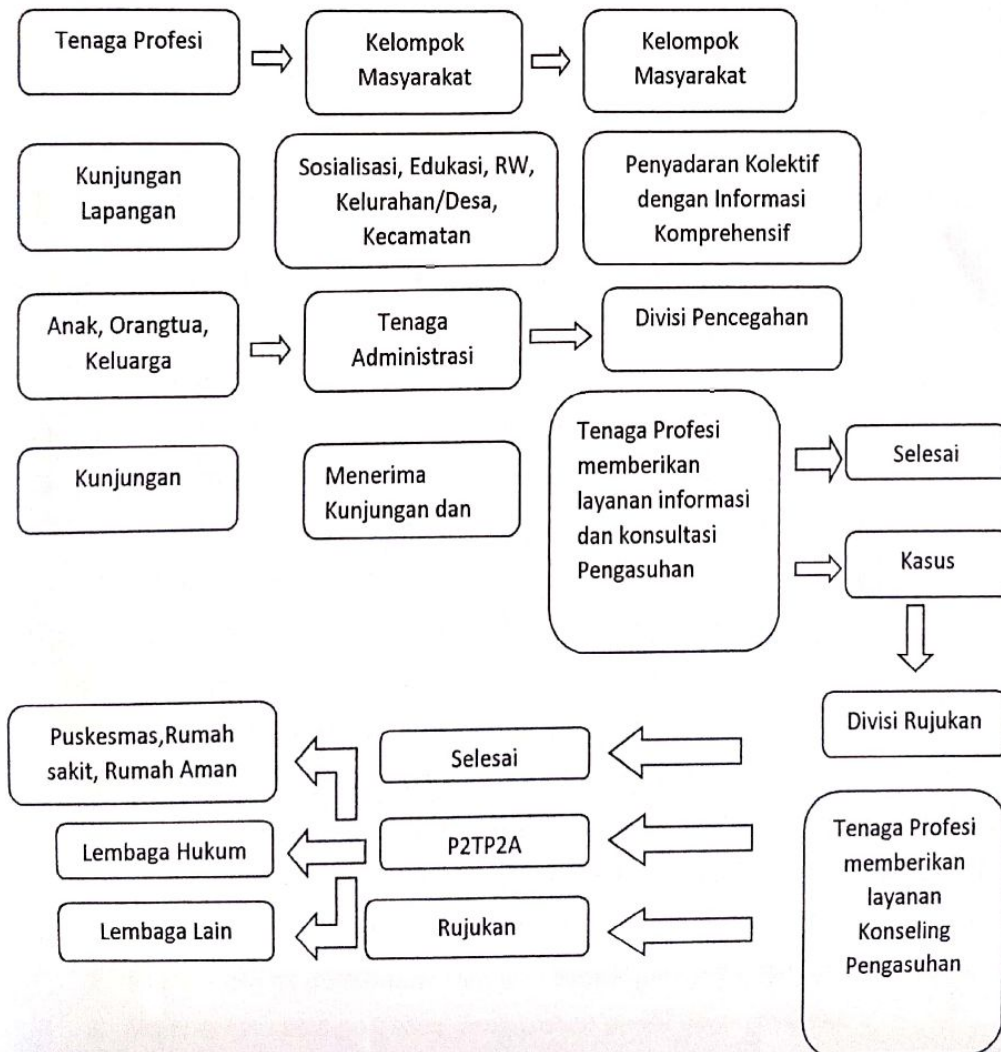 Tenaga Profesi
Kelompok
Masyarakat
Kelompok
Masyarakat
Kunjungan
Lapangan
Sosialisasi, Edukasi, RW,
Kelurahan/Desa,
Kecamatan
Penyadaran Kolektif
dengan Informasi
Komprehensif
Anak, Orangtua,
Keluarga
Tenaga
Administrasi
Divisi Pencegahan
Kunjungan
Menerima
Kunjungan dan
Tenaga Profesi
memberikan
layanan informasi
dan konsultasi
Pengasuhan
Selesai
Kasus
Divisi Rujukan
Tenaga Profesi
memberikan
layanan
Konseling
Pengasuhan
Selesai
P2TP2A
Rujukan
Puskesmas,Rumah
sakit, Rumah Aman
Lembaga Hukum
Lembaga Lain